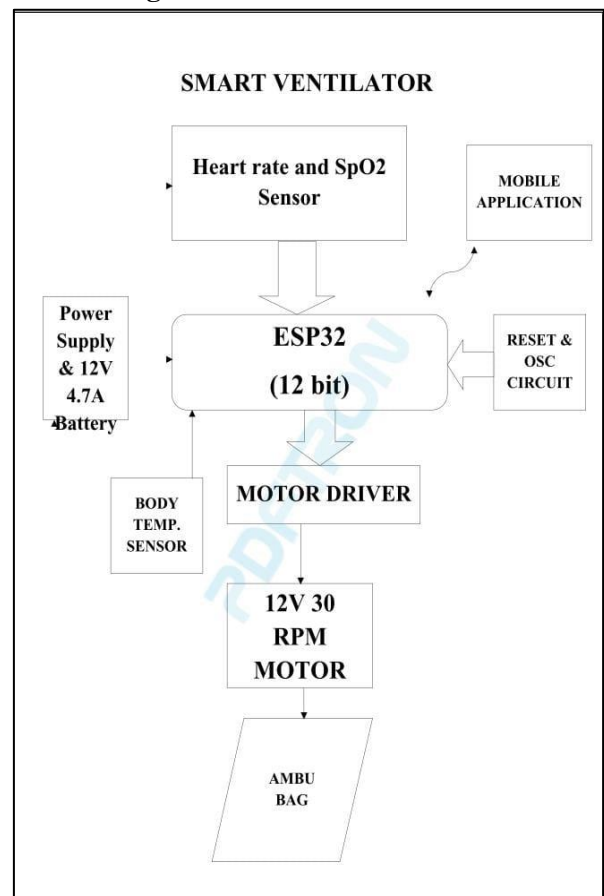 SMART VENTILATOR
Heart rate and SpO2
Sensor
MOBILE
APPLICATION
Power
Supply
& 12V
4.7A
Battery
ESP32
(12 bit)
RESET &
OSC
CIRCUIT
BODY
TEMP.
SENSOR
MOTOR DRIVER
12V 30
RPM
MOTOR
AMBU
BAG
PDFTRON